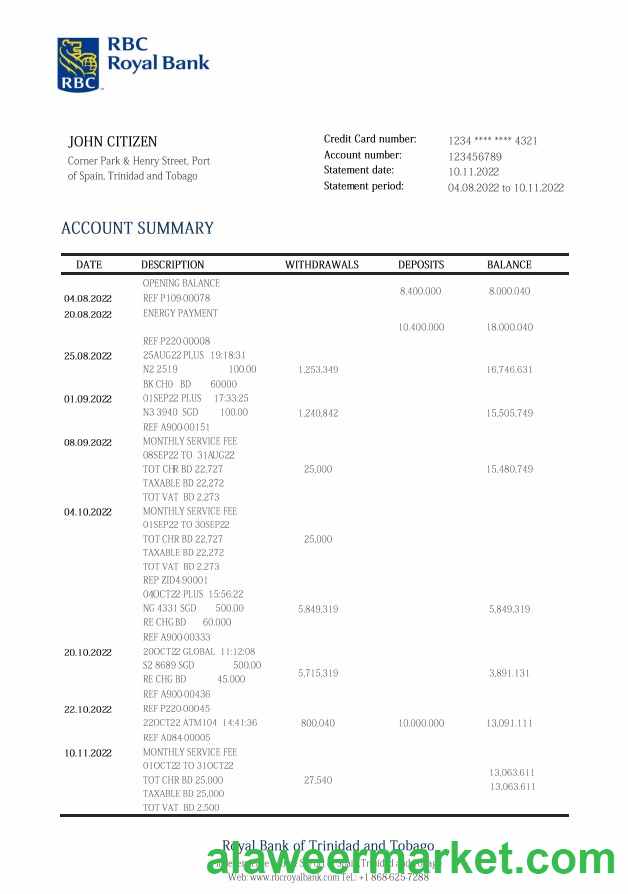 RBC
Royal Bank
RBC
JOHN CITIZEN
Corner Park & Henry Street, Port
of Spain, Trinidad and Tobago
Credit Card number: 1234 **** **** 4321
Account number: 123456789
Statement date: 10.11.2022
Statement period: 04.08.2022 to 10.11.2022
ACCOUNT SUMMARY
DATE DESCRIPTION WITHDRAWALS DEPOSITS BALANCE
OPENING BALANCE
8.400.000 8.000.040
04.08.2022 REF P109-00078
20.08.2022 ENERGY PAYMENT
10.400.000 18.000.040
REF P220-00008
25.08.2022 25AUG22 PLUS 19:18:31
N2 2519 100.00 1,253,349 16,746.631
BK CHO BD 60000
01.09.2022 01SEP22 PLUS 17:33:25
N3 3940 SGD 100.00 1,240,842 15,505,749
REF A900-00151
08.09.2022 MONTHLY SERVICE FEE
08SEP22 TO 31AUG22
TOT CHR BD 22,727 25,000 15,480,749
TAXABLE BD 22,272
TOT VAT BD 2,273
04.10.2022 MONTHLY SERVICE FEE
01SEP22 TO 30SEP22
TOT CHR BD 22,727 25,000
TAXABLE BD 22,272
TOT VAT BD 2,273
REP ZID4.90001
04OCT22 PLUS 15:56.22
NG 4331 SGD 500.00 5.849,319 5,849,319
RE CHG BD 60.000
REF A900-00333
20.10.2022 20OCT22 GLOBAL 11:12:08
S2 8689 SGD 500.00
5,715,319 3,891.131
RE CHG BD 45.000
REF A900-00436
22.10.2022 REF P220-00045
22OCT22 ATM104 14:41:36 800,040 10.000.000 13,091.111
REF A084-00005
10.11.2022 MONTHLY SERVICE FEE
01OCT22 TO 31OCT22
13,063.611
TOT CHR BD 25,000 27,540
13,063.611
TAXABLE BD 25,000
TOT VAT BD 2,500
Royal Bank of Trinidad and Tobago
alaweermarket.com
Web: www.rbcroyalbank.com TeL: +1 868-625-7288